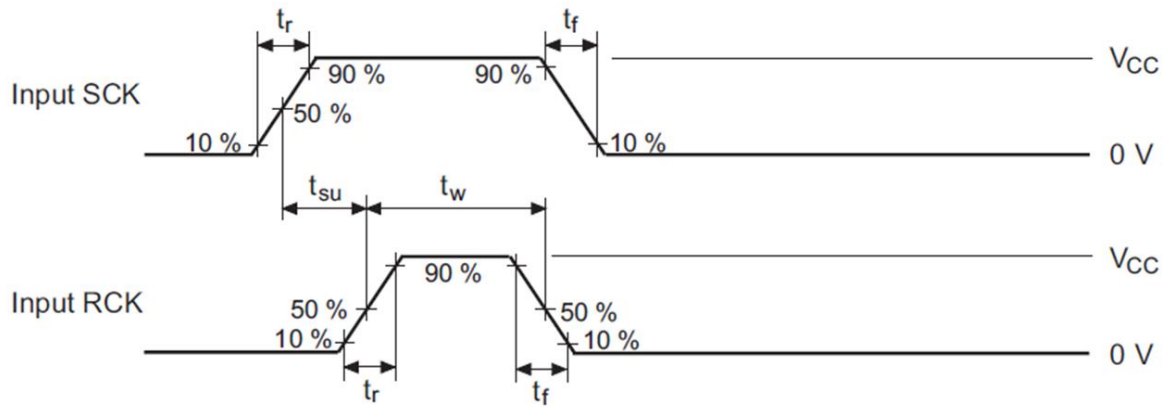 tr
tf
VCC
90 %
90 %
Input SCK
50 %
10 %
10 %
0 V
tsu
tw
VCC
90 %
Input RCK
50 %
50 %
10 %
10 %
0 V
tr
tf